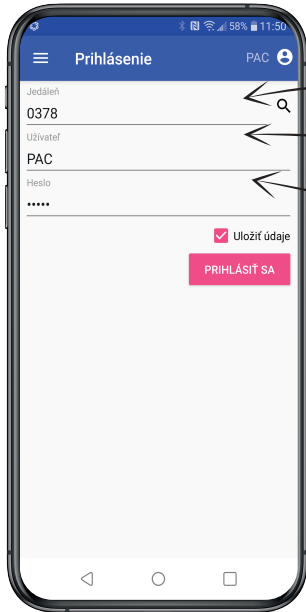 58% 11:50
Prihlásenie PAC
Jedáleň
0378
Užívateľ
PAC
Heslo
•••••
Uložiť údaje
PRIHLÁSIŤ SA